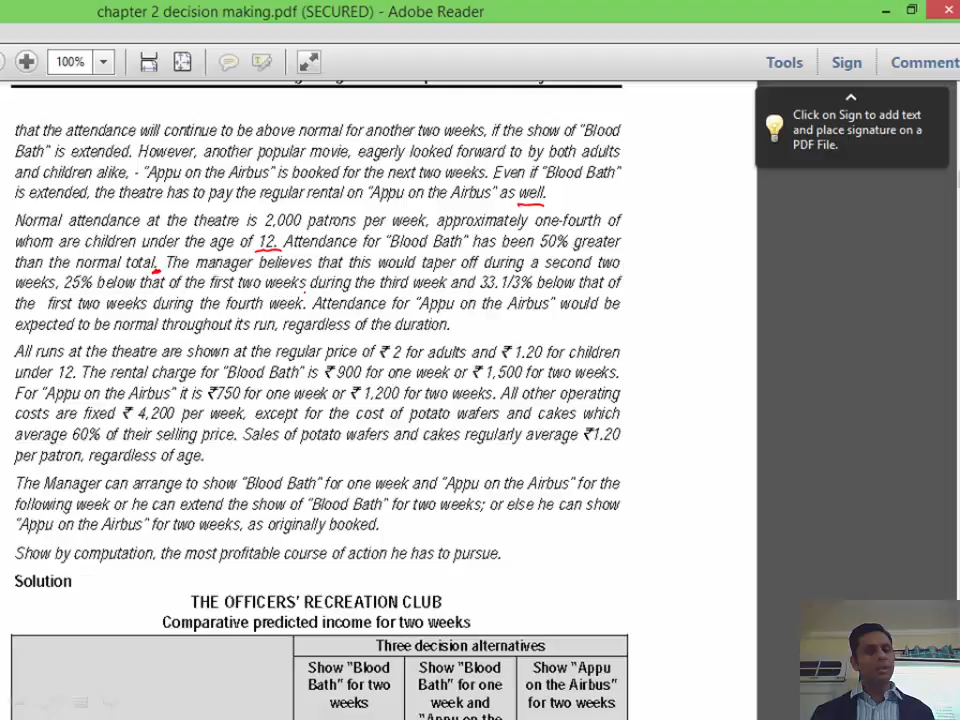 chapter 2 decision making.pdf (SECURED) - Adobe Reader
100%
Tools Sign Comment
Click on Sign to add text
and place signature on a
PDF File.
that the attendance will continue to be above normal for another two weeks, if the show of "Blood
Bath" is extended. However, another popular movie, eagerly looked forward to by both adults
and children alike, - "Appu on the Airbus" is booked for the next two weeks. Even if "Blood Bath"
is extended, the theatre has to pay the regular rental on "Appu on the Airbus" as well.
Normal attendance at the theatre is 2,000 patrons per week, approximately one-fourth of
whom are children under the age of 12. Attendance for "Blood Bath" has been 50% greater
than the normal total. The manager believes that this would taper off during a second two
weeks, 25% below that of the first two weeks during the third week and 33.1/3% below that of
the first two weeks during the fourth week. Attendance for "Appu on the Airbus" would be
expected to be normal throughout its run, regardless of the duration.
All runs at the theatre are shown at the regular price of ₹ 2 for adults and ₹ 1.20 for children
under 12. The rental charge for "Blood Bath" is ₹ 900 for one week or ₹ 1,500 for two weeks.
For "Appu on the Airbus" it is ₹750 for one week or ₹ 1,200 for two weeks. All other operating
costs are fixed ₹ 4,200 per week, except for the cost of potato wafers and cakes which
average 60% of their selling price. Sales of potato wafers and cakes regularly average ₹1.20
per patron, regardless of age.
The Manager can arrange to show "Blood Bath" for one week and "Appu on the Airbus" for the
following week or he can extend the show of "Blood Bath" for two weeks; or else he can show
"Appu on the Airbus" for two weeks, as originally booked.
Show by computation, the most profitable course of action he has to pursue.
Solution
THE OFFICERS' RECREATION CLUB
Comparative predicted income for two weeks
Three decision alternatives
Show "Blood Show "Blood Show "Appu
Bath" for two Bath" for one on the Airbus"
weeks week and for two weeks
"Appu on the